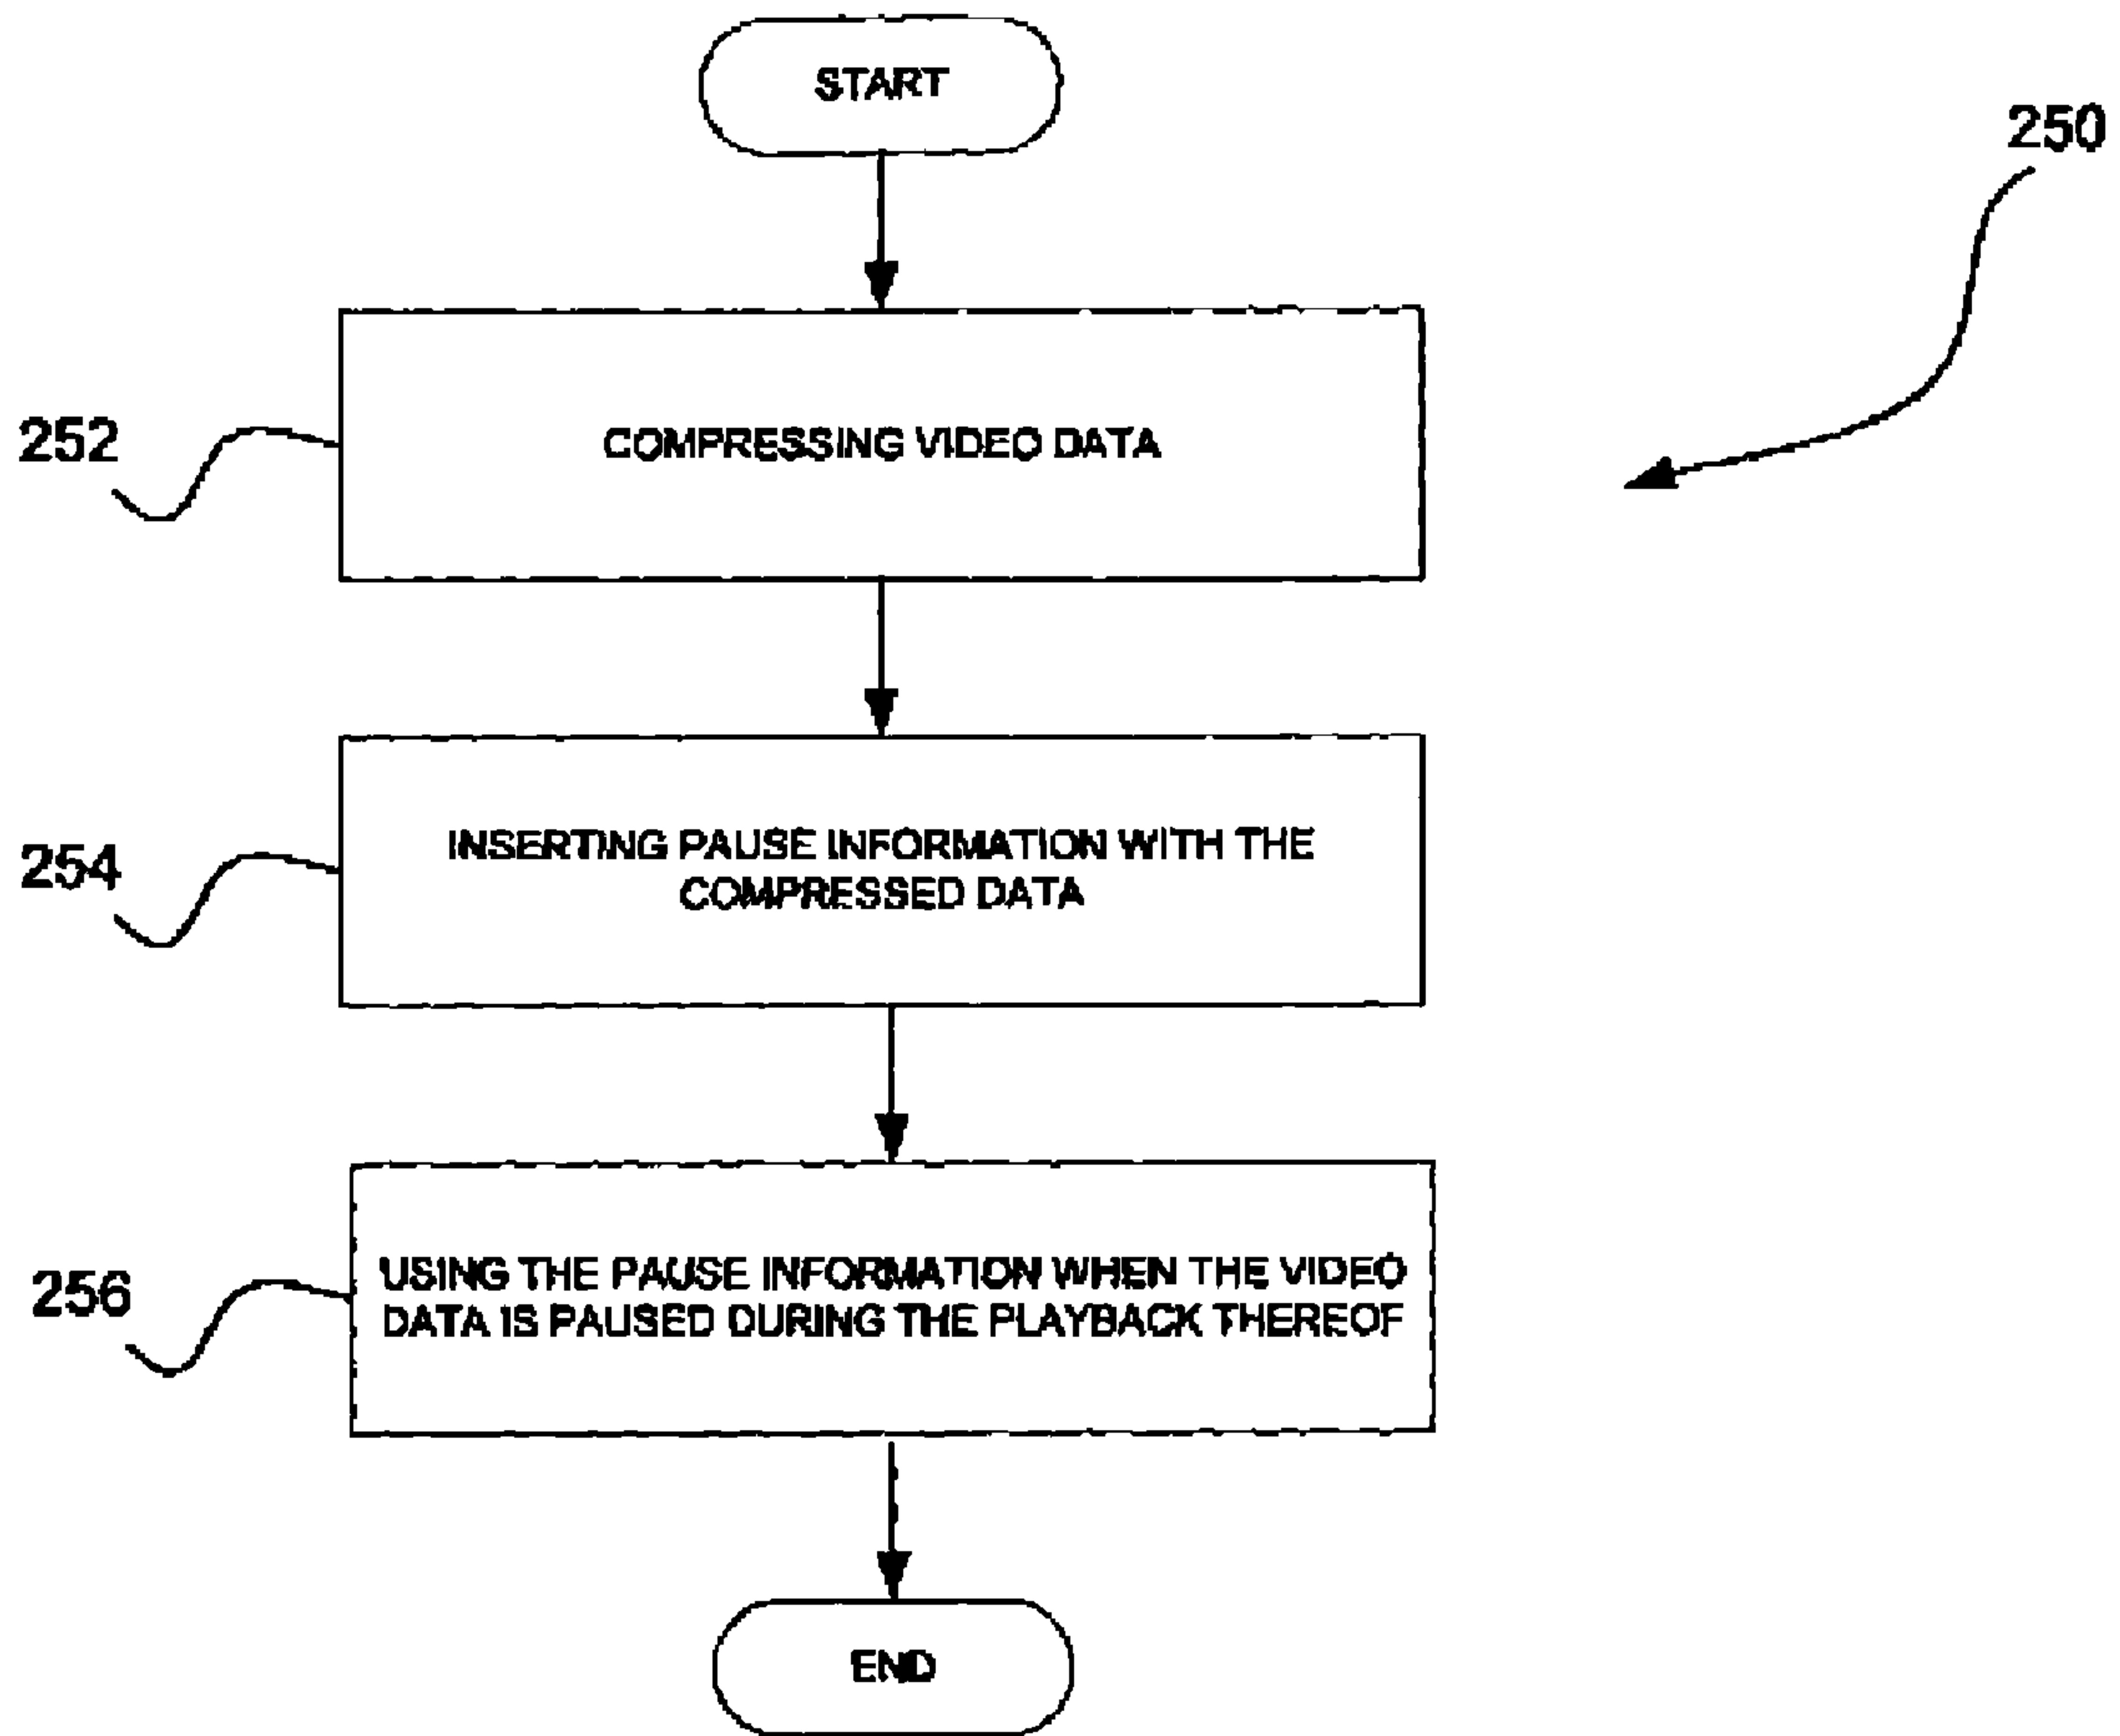 START
250
252
COMPRESSING VIDEO DATA
254
INSERTING PAUSE INFORMATION WITH THE
COMPRESSED DATA
256
USING THE PAUSE INFORMATION WHEN THE VIDEO
DATA IS PAUSED DURING THE PLAYBACK THEREOF
END